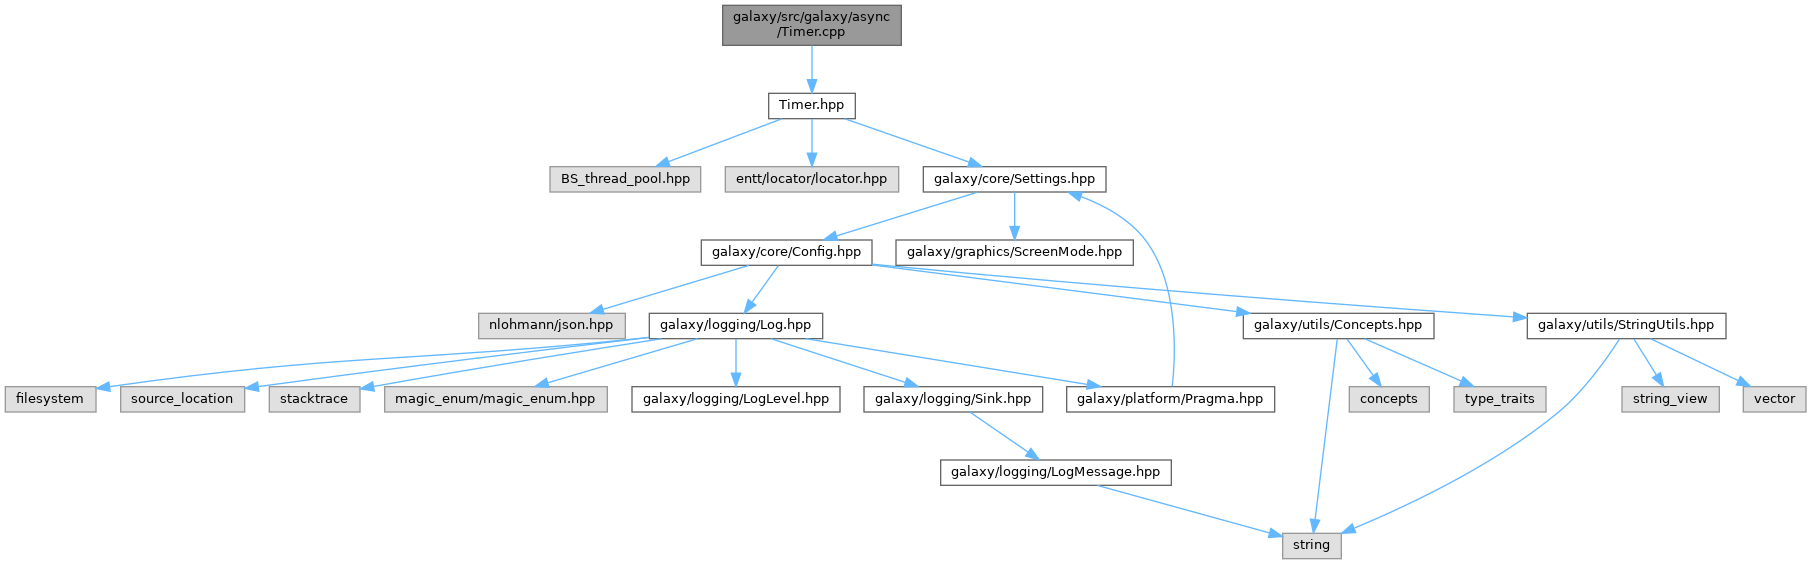 galaxy/src/galaxy/async
/Timer.cpp
Timer.hpp
BS_thread_pool.hpp
entt/locator/locator.hpp
galaxy/core/Settings.hpp
galaxy/core/Config.hpp
galaxy/graphics/ScreenMode.hpp
nlohmann/json.hpp
galaxy/logging/Log.hpp
galaxy/utils/Concepts.hpp
galaxy/utils/StringUtils.hpp
filesystem
source_location
stacktrace
magic_enum/magic_enum.hpp
galaxy/logging/LogLevel.hpp
galaxy/logging/Sink.hpp
galaxy/platform/Pragma.hpp
concepts
type_traits
string_view
vector
galaxy/logging/LogMessage.hpp
string